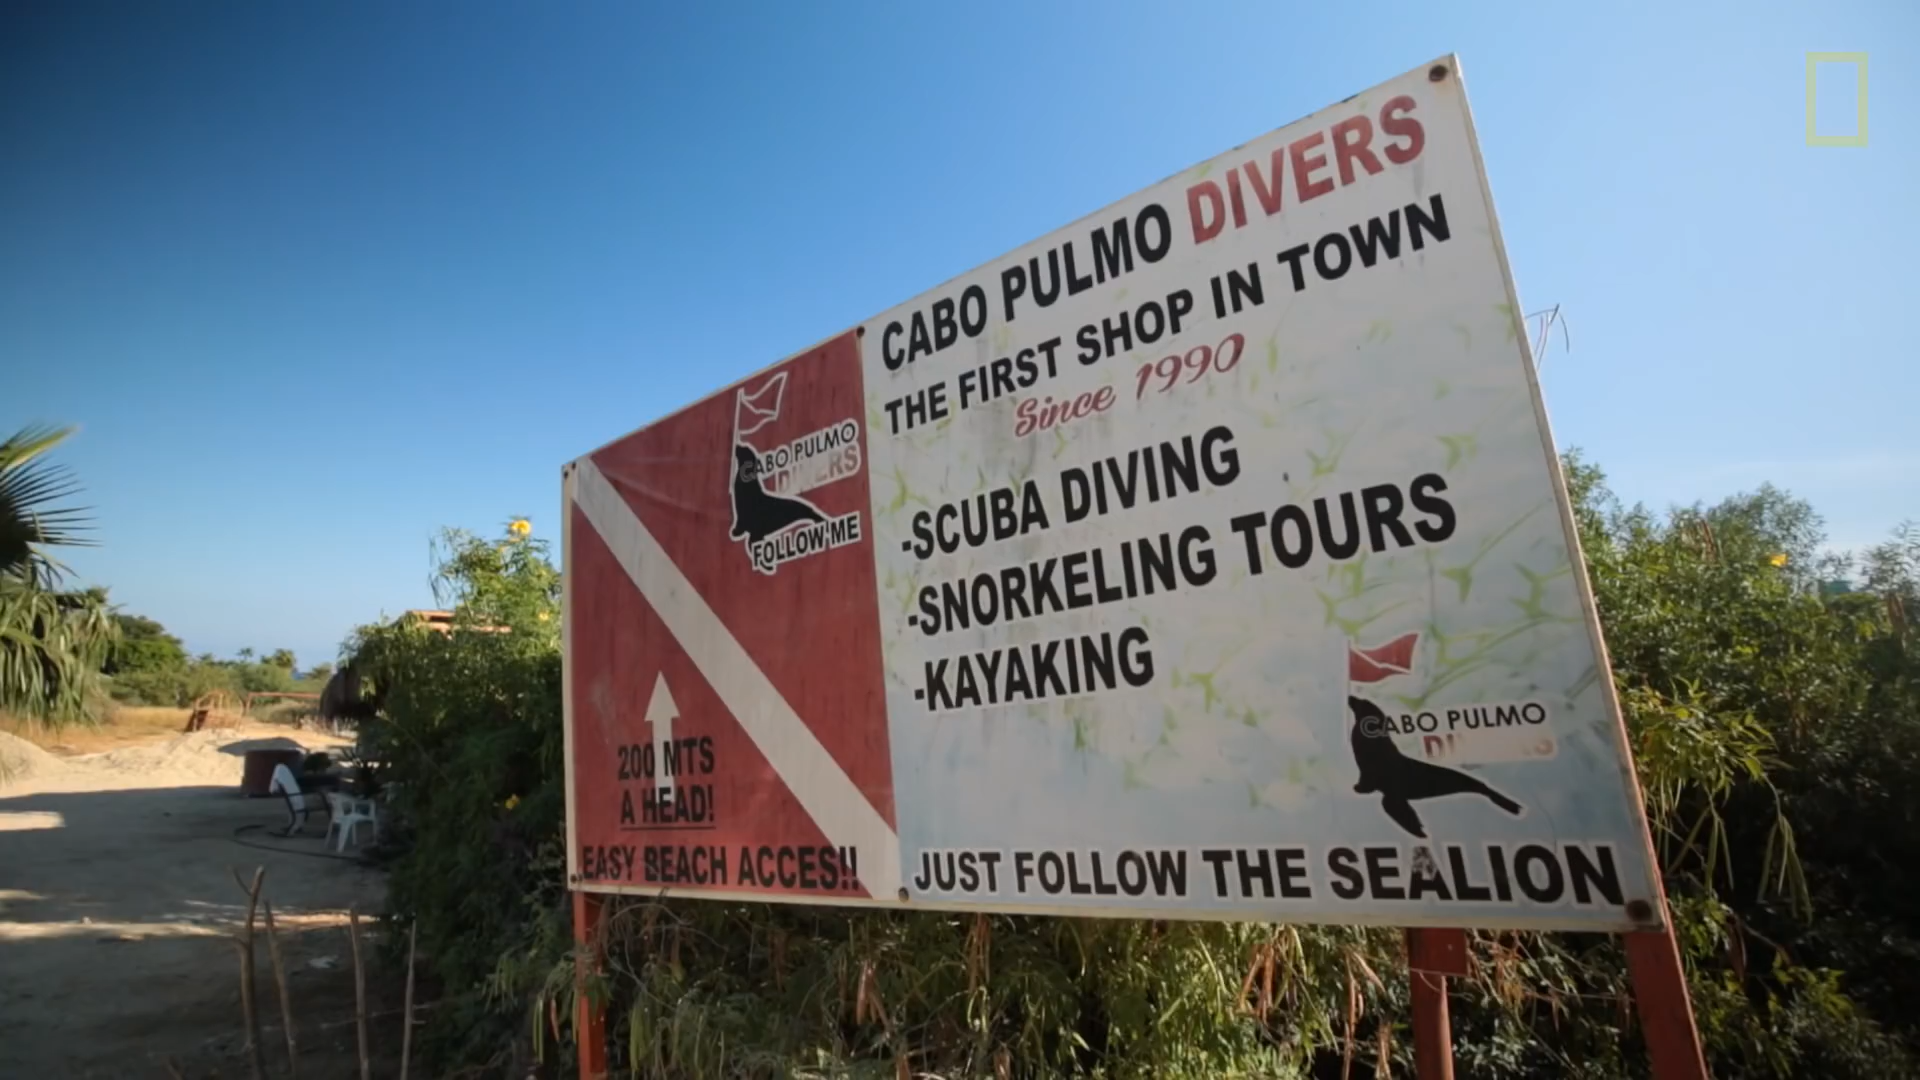 CABO PULMO DIVERS
THE FIRST SHOP IN TOWN
Since 1990
-SCUBA DIVING
-SNORKELING TOURS
-KAYAKING
CABO PULMO
DIVERS
JUST FOLLOW THE SEALION
CABO PULMO
DIVERS
FOLLOW ME
200 MTS
A HEAD!
EASY BEACH ACCES!!